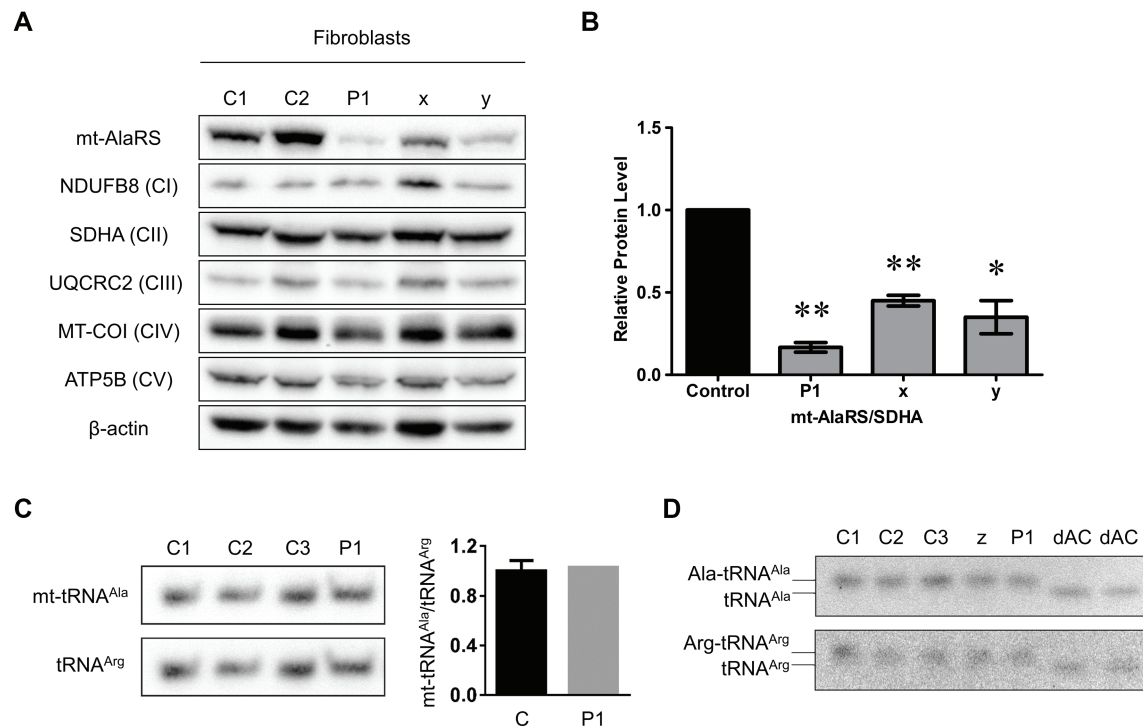 A
Fibroblasts
C1 C2 P1 x y
mt-AlaRS
NDUFB8 (CI)
SDHA (CII)
UQCRC2 (CIII)
MT-COI (CIV)
ATP5B (CV)
β-actin
B
Relative Protein Level
1.5
1.0
0.5
0.0
** ** *
Control P1 x y
mt-AlaRS/SDHA
C
C1 C2 C3 P1
mt-tRNAᴬˡᵃ
tRNAᴬʳᵍ
mt-tRNAᴬˡᵃ/tRNAᴬʳᵍ
1.2
0.8
0.4
0.0
C P1
D
C1 C2 C3 z P1 dAC dAC
Ala-tRNAᴬˡᵃ
tRNAᴬˡᵃ
Arg-tRNAᴬʳᵍ
tRNAᴬʳᵍ